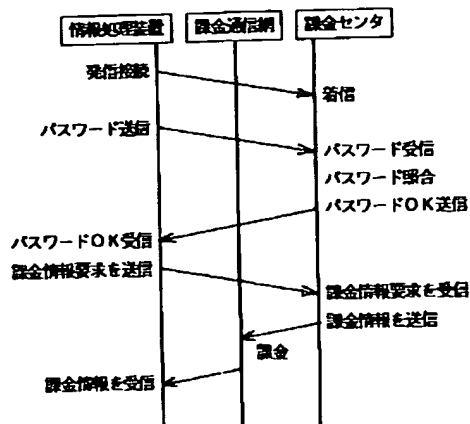 情報処理装置
課金通信網
課金センタ
発信接続
着信
パスワード送信
パスワード受信
パスワード照合
パスワードOK送信
パスワードOK受信
課金情報要求を送信
課金情報要求を受信
課金情報を送信
課金
課金情報を受信